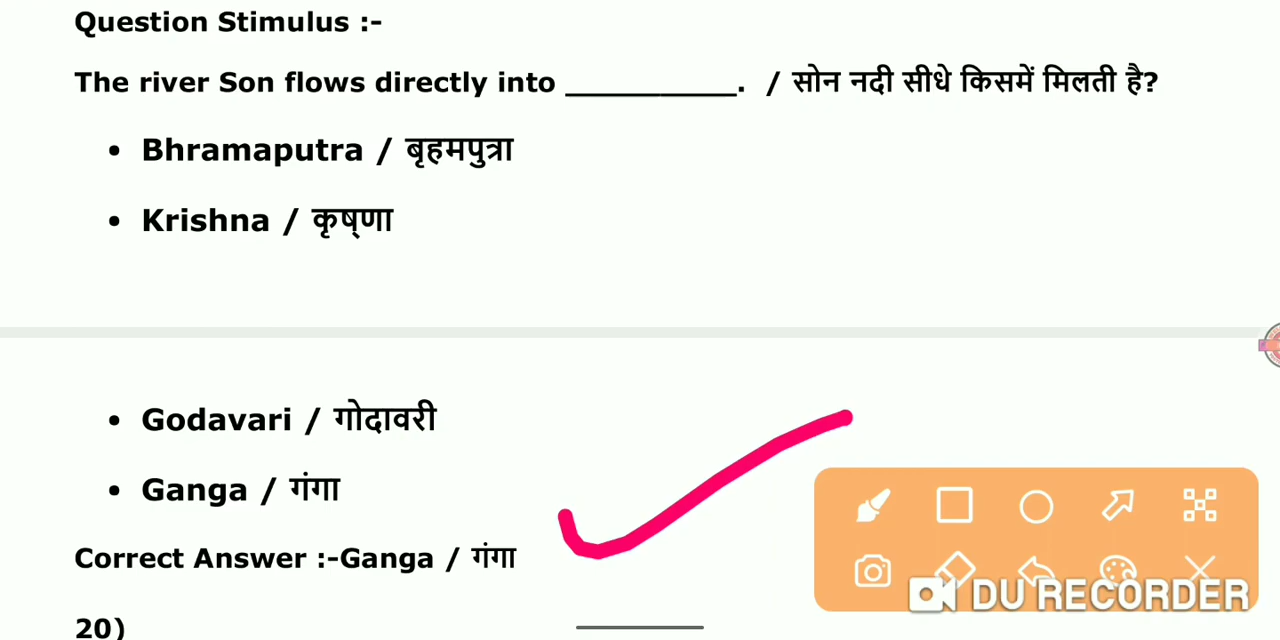 Question Stimulus :-
The river Son flows directly into ___________. / सोन नदी सीधे किसमें मिलती है?
• Bhramaputra / बृहमपुत्रा
• Krishna / कृष्णा
• Godavari / गोदावरी
• Ganga / गंगा
Correct Answer :-Ganga / गंगा
DU RECORDER
20)